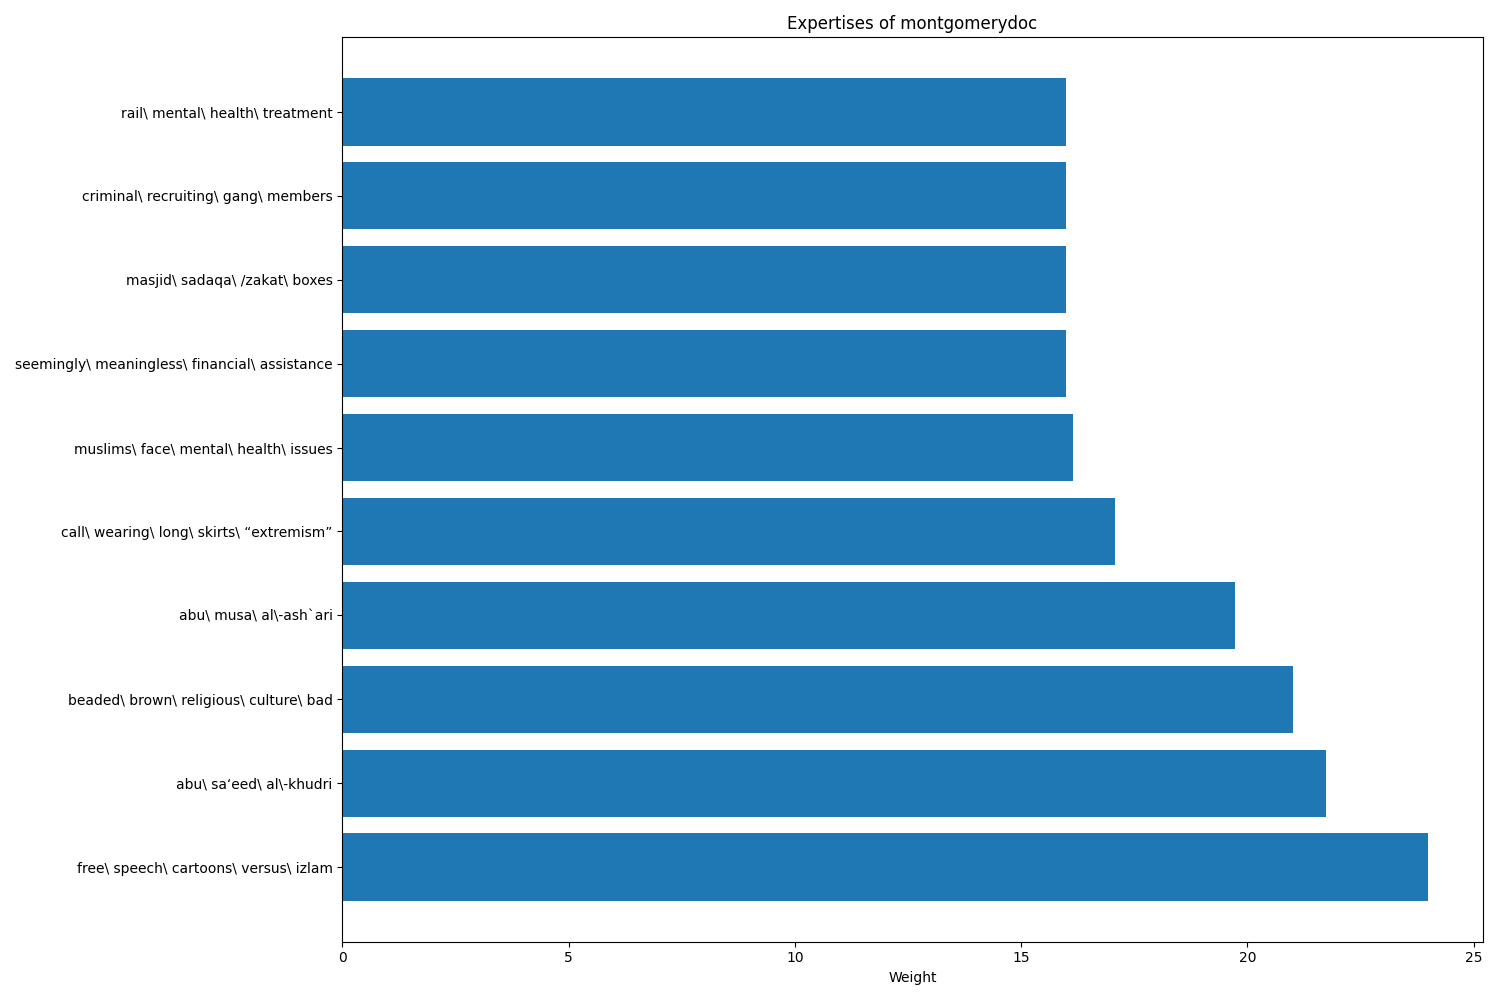 Expertises of montgomerydoc
rail\ mental\ health\ treatment
criminal\ recruiting\ gang\ members
masjid\ sadaqa\ /zakat\ boxes
seemingly\ meaningless\ financial\ assistance
muslims\ face\ mental\ health\ issues
call\ wearing\ long\ skirts\ “extremism”
abu\ musa\ al\-ash`ari
beaded\ brown\ religious\ culture\ bad
abu\ sa‘eed\ al\-khudri
free\ speech\ cartoons\ versus\ izlam
0 5 10 15 20 25
Weight